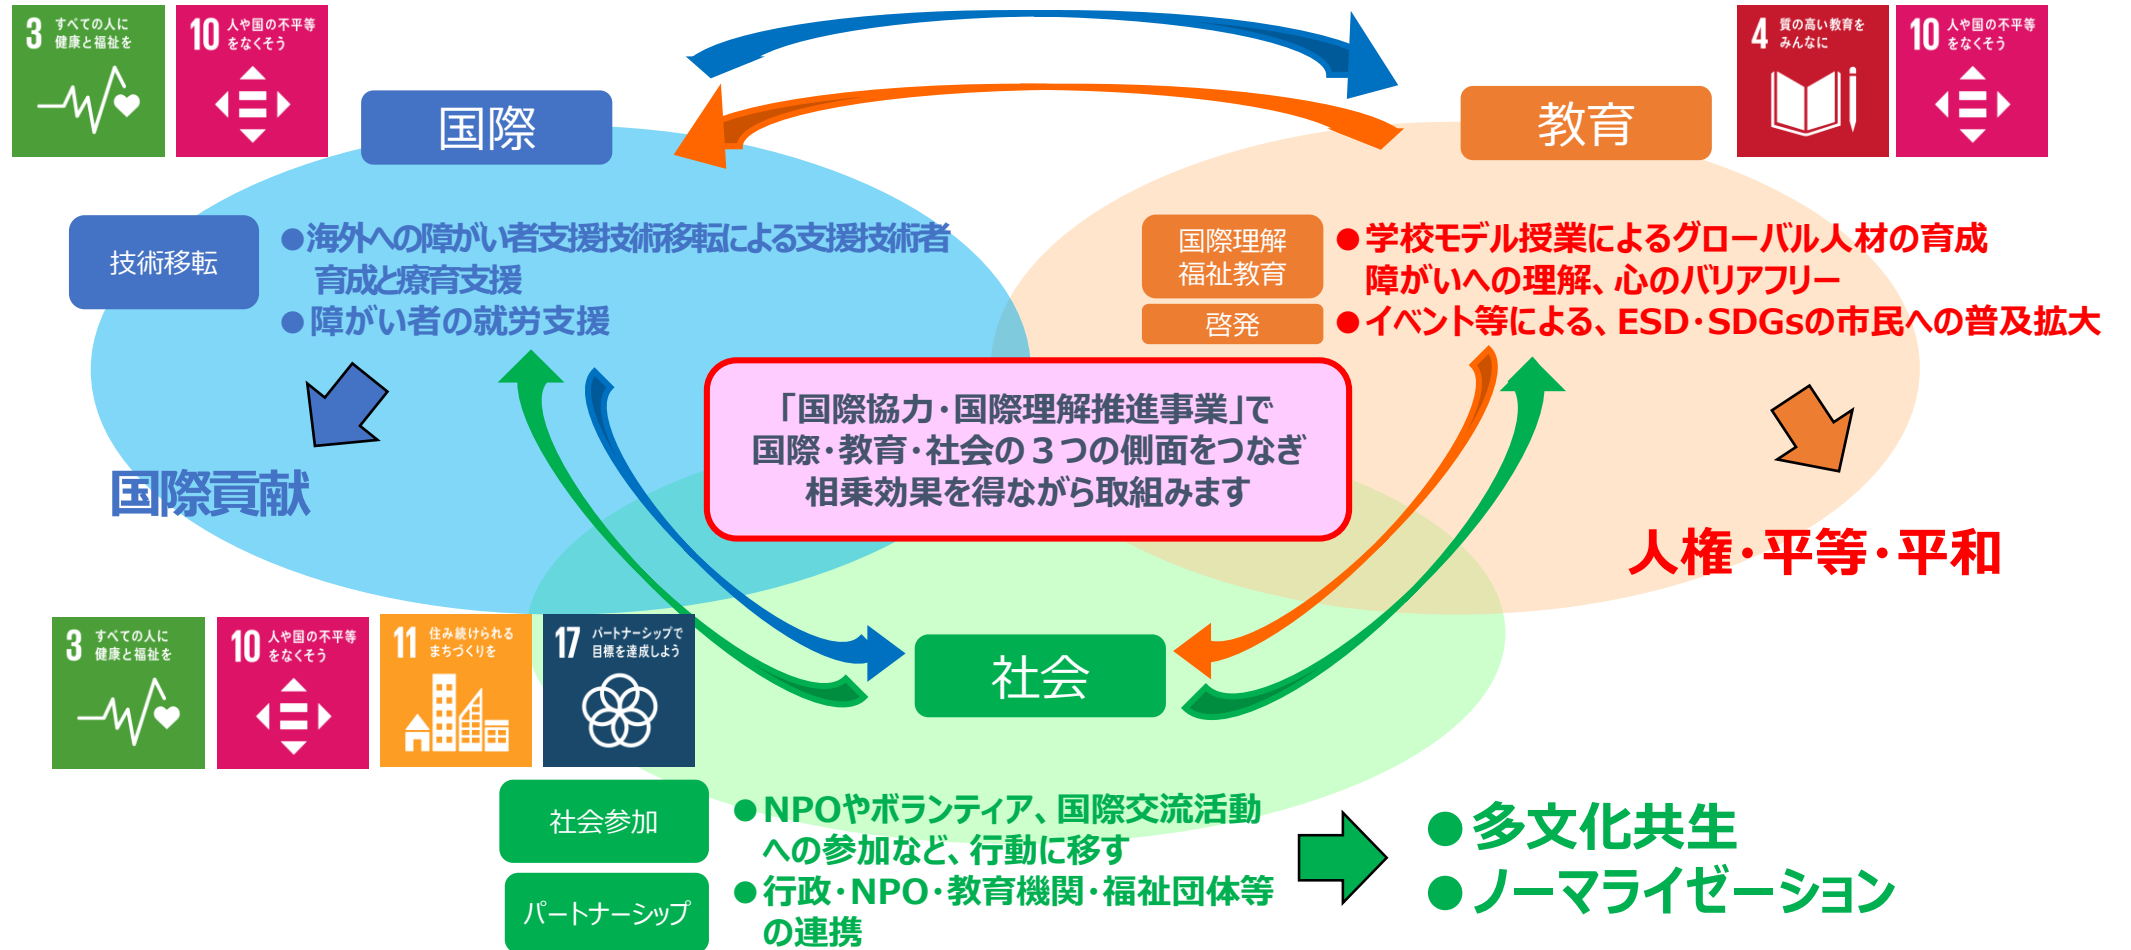 3 すべての人に
健康と福祉を
10 人や国の不平等
をなくそう
国際
教育
4 質の高い教育を
みんなに
10 人や国の不平等
をなくそう
技術移転
●海外への障がい者支援技術移転による支援技術者
育成と療育支援
●障がい者の就労支援
国際貢献
国際理解
福祉教育
啓発
●学校モデル授業によるグローバル人材の育成
障がいへの理解、心のバリアフリー
●イベント等による、ESD・SDGsの市民への普及拡大
人権・平等・平和
「国際協力・国際理解推進事業」で
国際・教育・社会の３つの側面をつなぎ
相乗効果を得ながら取組みます
3 すべての人に
健康と福祉を
10 人や国の不平等
をなくそう
11 住み続けられる
まちづくりを
17 パートナーシップで
目標を達成しよう
社会
社会参加
パートナーシップ
●NPOやボランティア、国際交流活動
への参加など、行動に移す
●行政・NPO・教育機関・福祉団体等
の連携
●多文化共生
●ノーマライゼーション